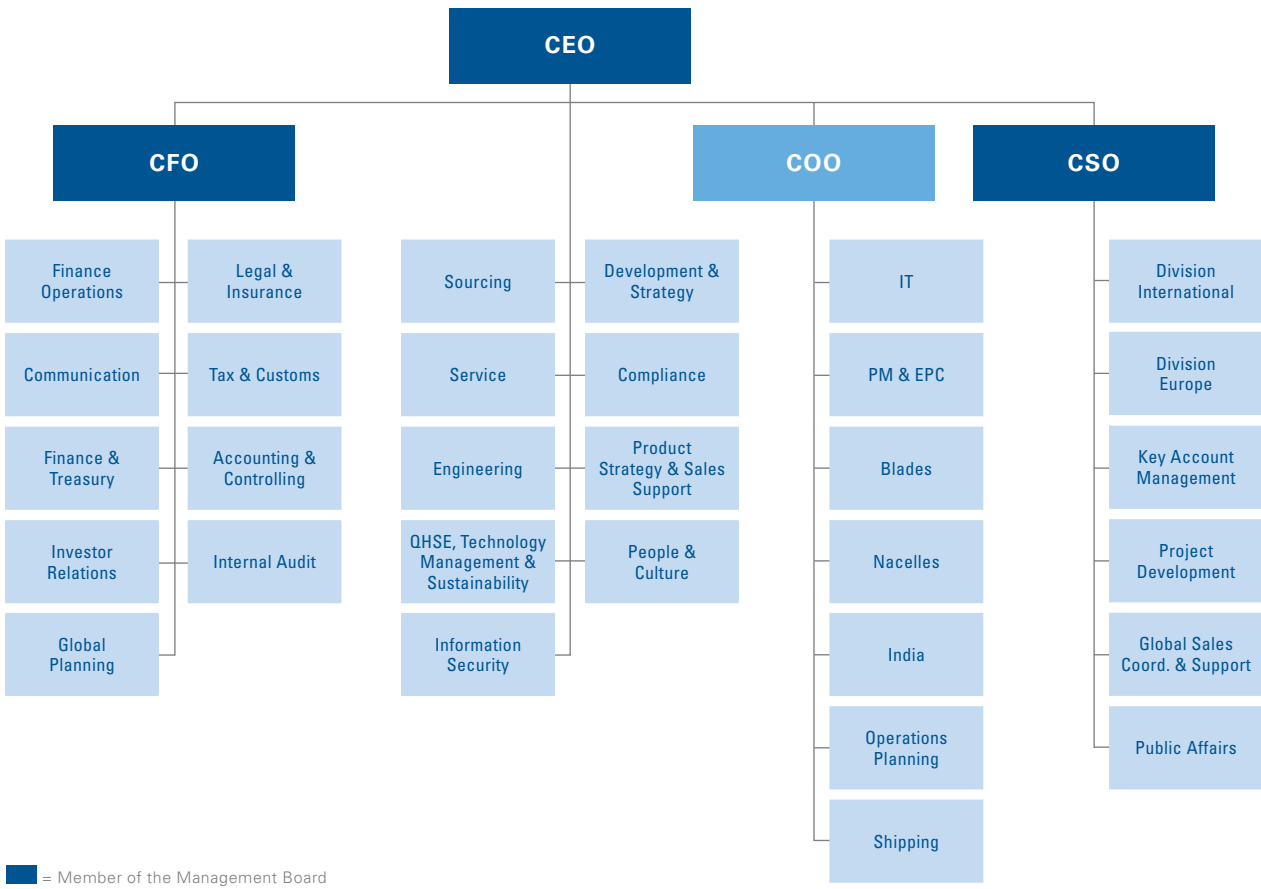 CEO
CFO
COO
CSO
Finance
Operations
Legal &
Insurance
Communication
Tax & Customs
Finance &
Treasury
Accounting &
Controlling
Investor
Relations
Internal Audit
Global
Planning
Sourcing
Development &
Strategy
Service
Compliance
Engineering
Product
Strategy & Sales
Support
QHSE, Technology
Management &
Sustainability
People &
Culture
Information
Security
IT
PM & EPC
Blades
Nacelles
India
Operations
Planning
Shipping
Division
International
Division
Europe
Key Account
Management
Project
Development
Global Sales
Coord. & Support
Public Affairs
= Member of the Management Board